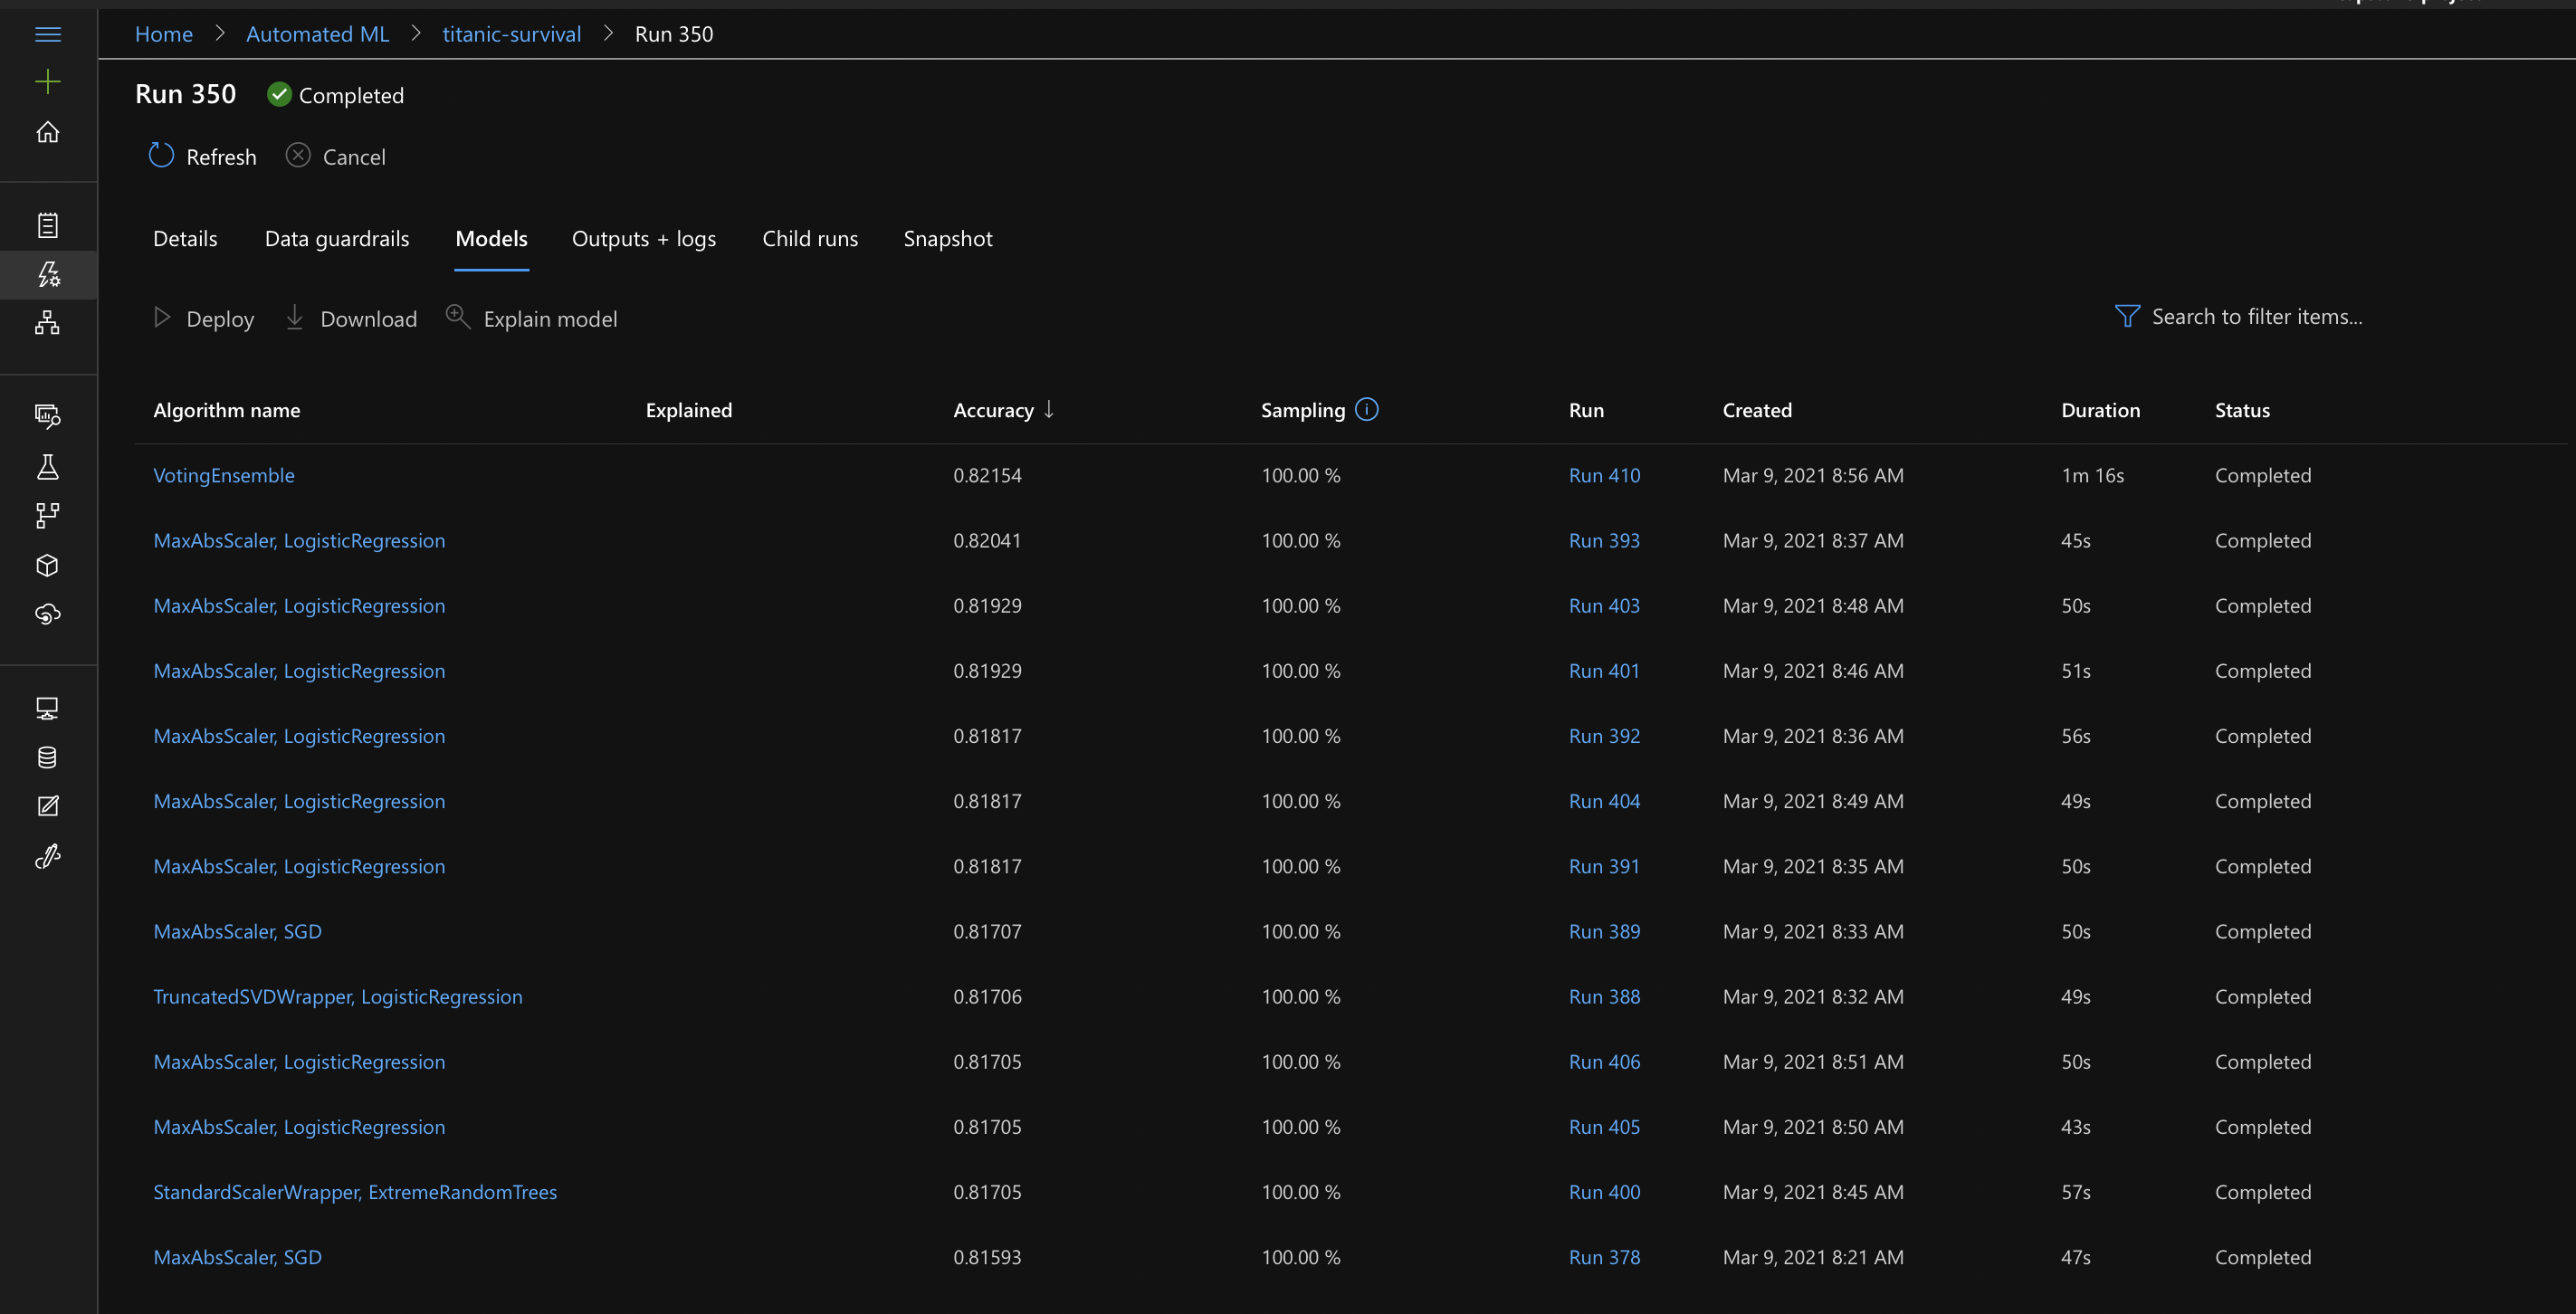 Home > Automated ML > titanic-survival > Run 350
Run 350 Completed
Refresh Cancel
Details Data guardrails Models Outputs + logs Child runs Snapshot
Deploy Download Explain model Search to filter items...
Algorithm name Explained Accuracy ↓ Sampling Run Created Duration Status
VotingEnsemble 0.82154 100.00 % Run 410 Mar 9, 2021 8:56 AM 1m 16s Completed
MaxAbsScaler, LogisticRegression 0.82041 100.00 % Run 393 Mar 9, 2021 8:37 AM 45s Completed
MaxAbsScaler, LogisticRegression 0.81929 100.00 % Run 403 Mar 9, 2021 8:48 AM 50s Completed
MaxAbsScaler, LogisticRegression 0.81929 100.00 % Run 401 Mar 9, 2021 8:46 AM 51s Completed
MaxAbsScaler, LogisticRegression 0.81817 100.00 % Run 392 Mar 9, 2021 8:36 AM 56s Completed
MaxAbsScaler, LogisticRegression 0.81817 100.00 % Run 404 Mar 9, 2021 8:49 AM 49s Completed
MaxAbsScaler, LogisticRegression 0.81817 100.00 % Run 391 Mar 9, 2021 8:35 AM 50s Completed
MaxAbsScaler, SGD 0.81707 100.00 % Run 389 Mar 9, 2021 8:33 AM 50s Completed
TruncatedSVDWrapper, LogisticRegression 0.81706 100.00 % Run 388 Mar 9, 2021 8:32 AM 49s Completed
MaxAbsScaler, LogisticRegression 0.81705 100.00 % Run 406 Mar 9, 2021 8:51 AM 50s Completed
MaxAbsScaler, LogisticRegression 0.81705 100.00 % Run 405 Mar 9, 2021 8:50 AM 43s Completed
StandardScalerWrapper, ExtremeRandomTrees 0.81705 100.00 % Run 400 Mar 9, 2021 8:45 AM 57s Completed
MaxAbsScaler, SGD 0.81593 100.00 % Run 378 Mar 9, 2021 8:21 AM 47s Completed